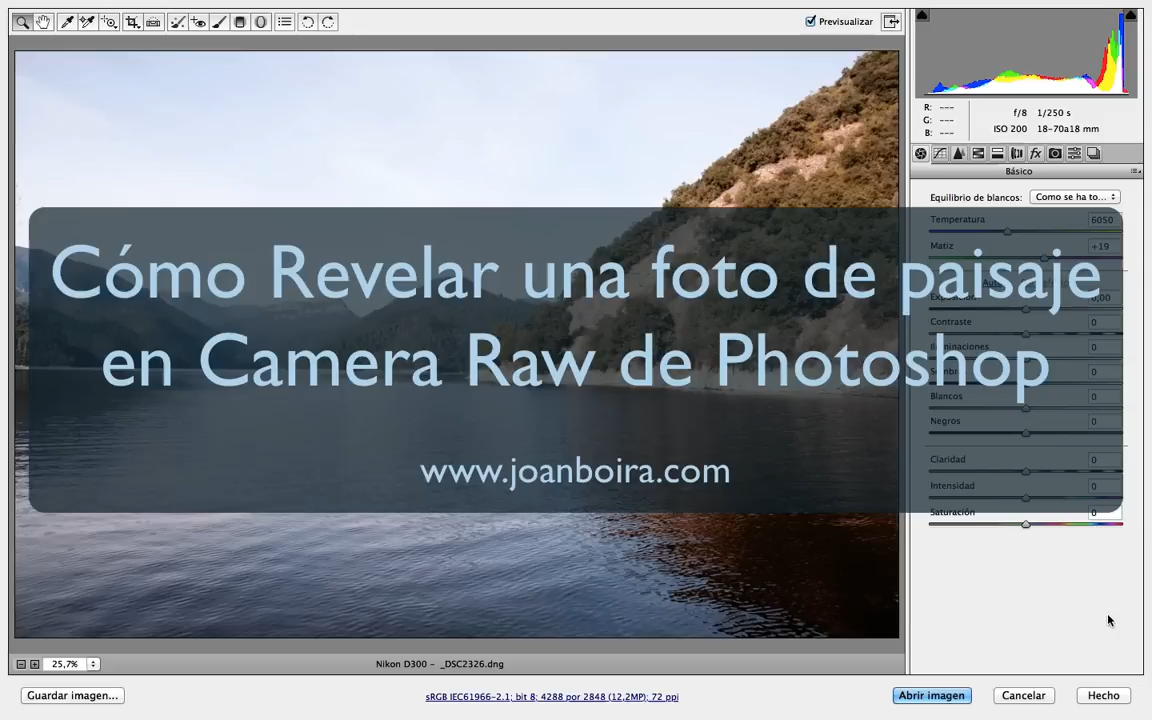 Previsualizar
R: ---
G: ---
B: ---
f/8 1/250 s
ISO 200 18-70a18 mm
Básico
Equilibrio de blancos: Como se ha to...
Temperatura 6050
Matiz +19
Cómo Revelar una foto de paisaje
en Camera Raw de Photoshop
www.joanboira.com
Contraste 0
Blancos 0
Negros 0
Claridad 0
Intensidad 0
Saturación 0
25,7%
Nikon D300 - _DSC2326.dng
Guardar imagen...
sRGB IEC61966-2.1; bit 8; 4288 por 2848 (12,2MP); 72 ppi
Abrir imagen
Cancelar
Hecho